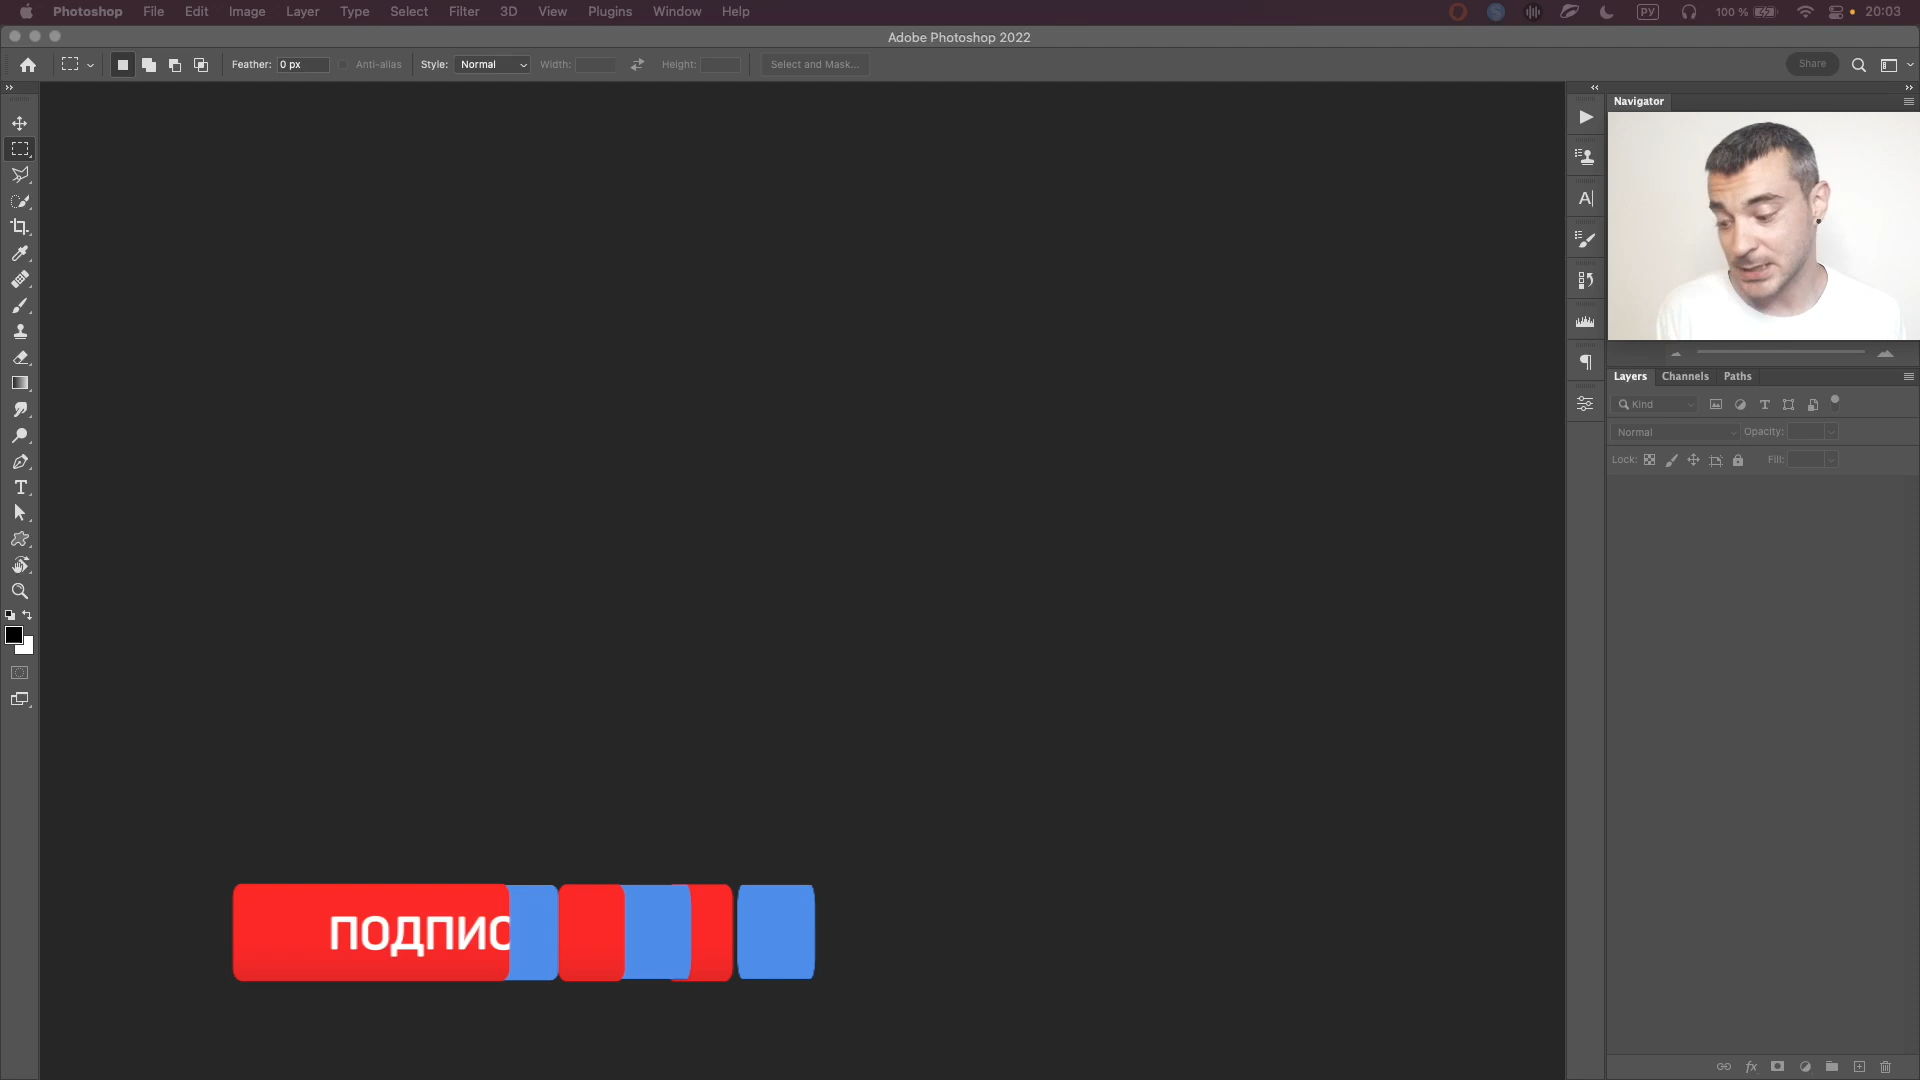 Photoshop File Edit Image Layer Type Select Filter 3D View Plugins Window Help РУ 100 % 20:03
Adobe Photoshop 2022
Feather: 0 px Anti-alias Style: Normal Width: Height: Select and Mask... Share
Navigator
Layers Channels Paths
Kind
Normal Opacity:
Lock: Fill:
ПОДПИС